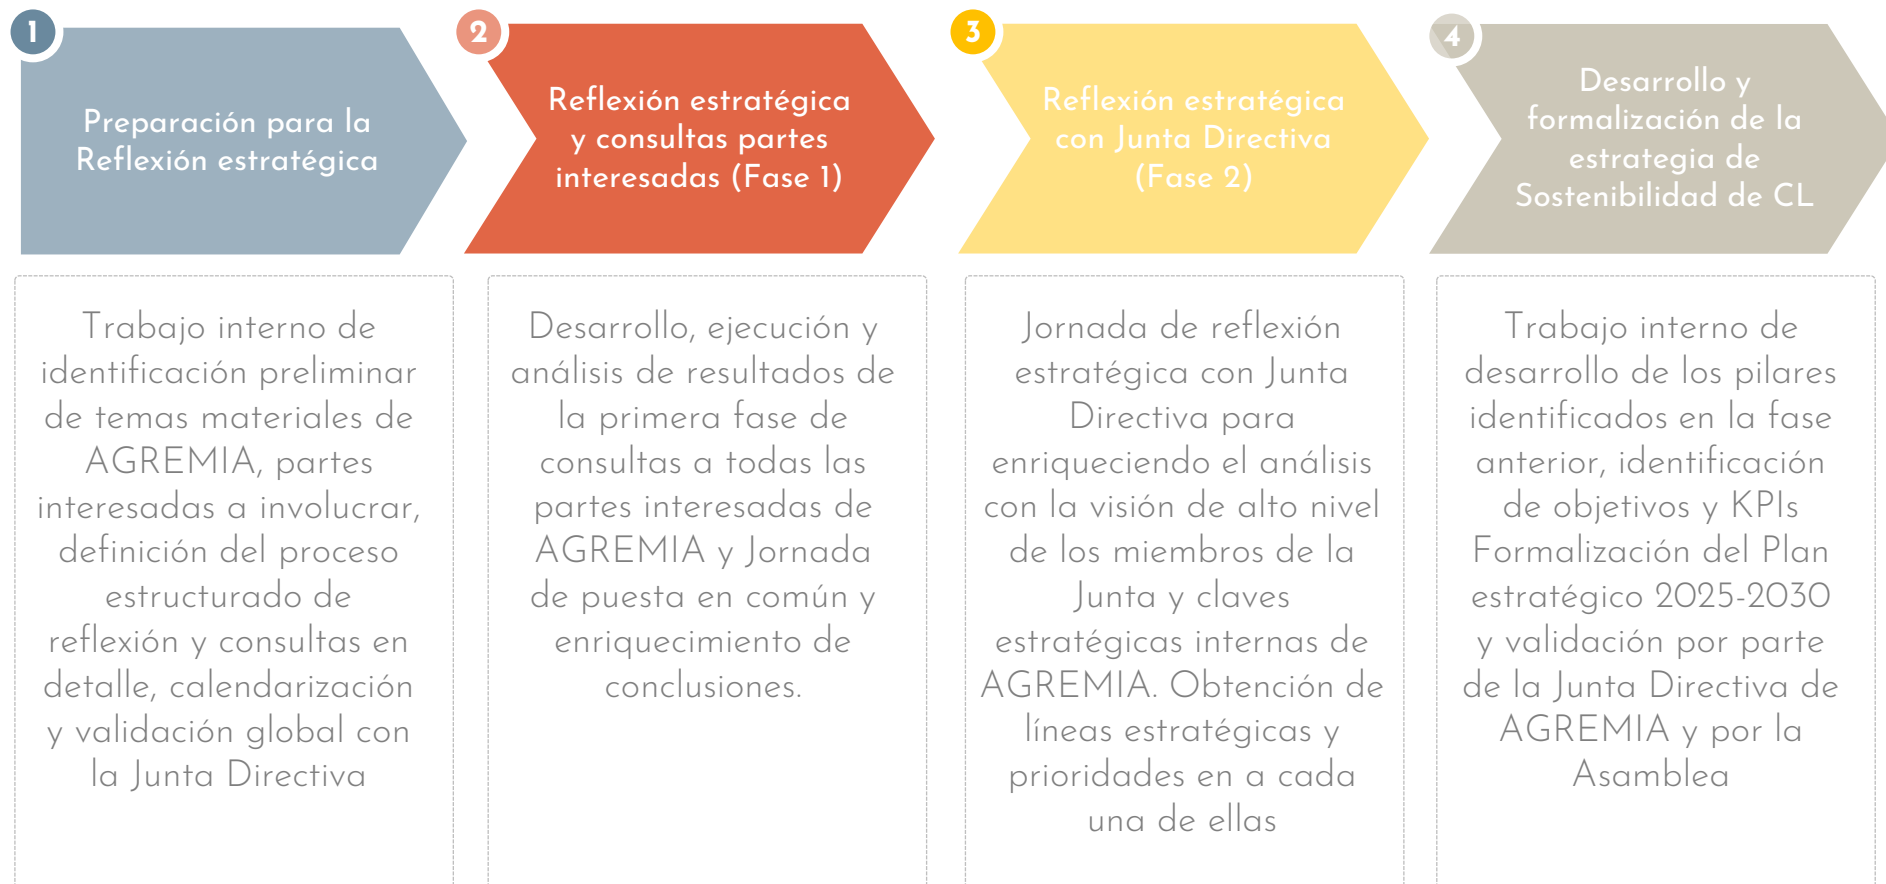 1
Preparación para la
Reflexión estratégica
2
Reflexión estratégica
y consultas partes
interesadas (Fase 1)
3
Reflexión estratégica
con Junta Directiva
(Fase 2)
4
Desarrollo y
formalización de la
estrategia de
Sostenibilidad de CL
Trabajo interno de
identificación preliminar
de temas materiales de
AGREMIA, partes
interesadas a involucrar,
definición del proceso
estructurado de
reflexión y consultas en
detalle, calendarización
y validación global con
la Junta Directiva
Desarrollo, ejecución y
análisis de resultados de
la primera fase de
consultas a todas las
partes interesadas de
AGREMIA y Jornada
de puesta en común y
enriquecimiento de
conclusiones.
Jornada de reflexión
estratégica con Junta
Directiva para
enriqueciendo el análisis
con la visión de alto nivel
de los miembros de la
Junta y claves
estratégicas internas de
AGREMIA. Obtención de
líneas estratégicas y
prioridades en a cada
una de ellas
Trabajo interno de
desarrollo de los pilares
identificados en la fase
anterior, identificación
de objetivos y KPIs
Formalización del Plan
estratégico 2025-2030
y validación por parte
de la Junta Directiva de
AGREMIA y por la
Asamblea